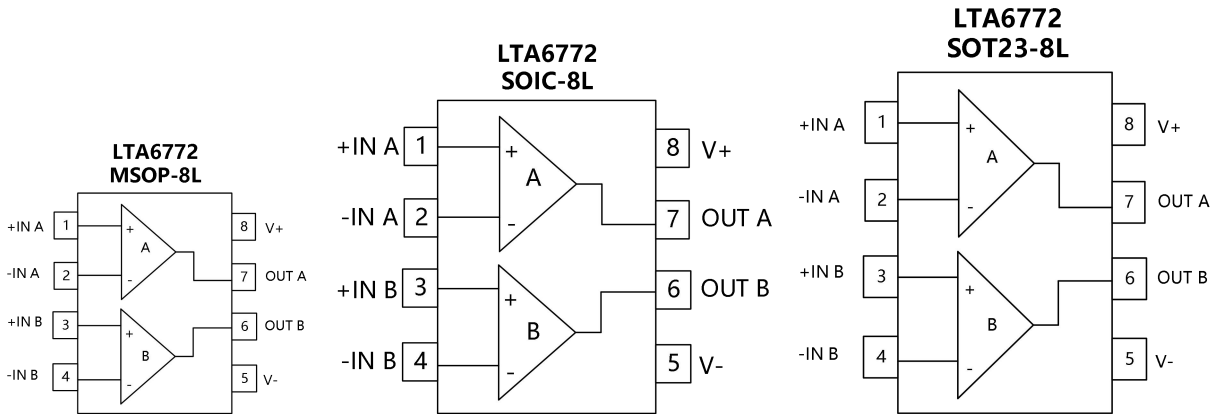 LTA6772
MSOP-8L
+IN A 1 + A 8 V+
-IN A 2 - 7 OUT A
+IN B 3 + 6 OUT B
-IN B 4 - B 5 V-
LTA6772
SOIC-8L
+IN A 1 + A 8 V+
-IN A 2 - 7 OUT A
+IN B 3 + 6 OUT B
-IN B 4 - B 5 V-
LTA6772
SOT23-8L
+IN A 1 + A 8 V+
-IN A 2 - 7 OUT A
+IN B 3 + 6 OUT B
-IN B 4 - B 5 V-